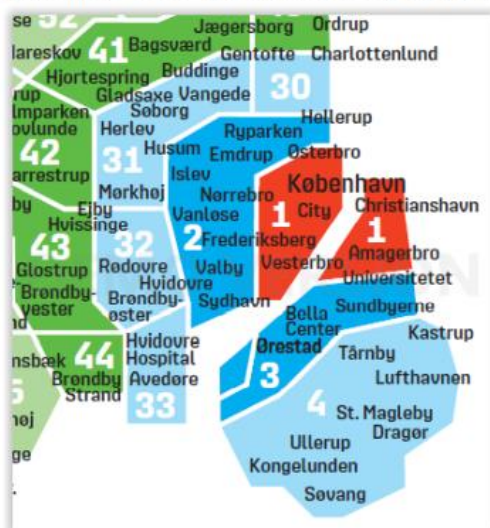 52
Jægersborg
Ordrup
41
Bagsværd
Gentofte
Charlottenlund
Hareskov
Buddinge
Hjortespring
Gladsaxe
Vangede
30
Søborg
Hellerup
Herlev
Ryparken
42
31
Husum
Emdrup
Østerbro
Islev
København
Mørkhøj
Nørrebro
1
City
Christianshavn
Ejby
Vanløse
1
Hvissinge
2
Frederiksberg
43
32
Amagerbro
Glostrup
Rødovre
Valby
Vesterbro
Universitetet
Hvidovre
Brøndby-
vester
Brøndby-
øster
Sydhavn
Sundbyerne
Bella
Center
Kastrup
Hvidovre
Hospital
Ørestad
Tårnby
44
3
Lufthavnen
Brøndby
Strand
Avedøre
33
4
St. Magleby
Dragør
Ullerup
Kongelunden
Søvang